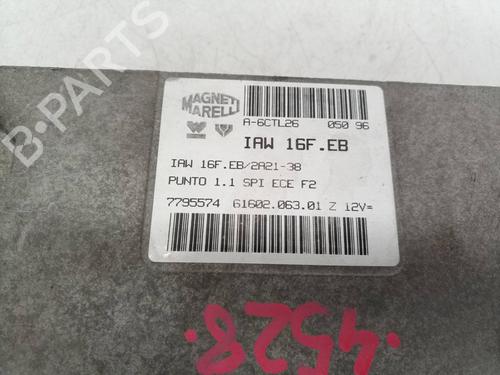 B-PARTS
MAGNETI
MARELLI
A-6CTL26 050 96
IAW 16F.EB
IAW 16F.EB/2A21-38
PUNTO 1.1 SPI ECE F2
7795574 61602.063.01 Z 12V=
.4528.